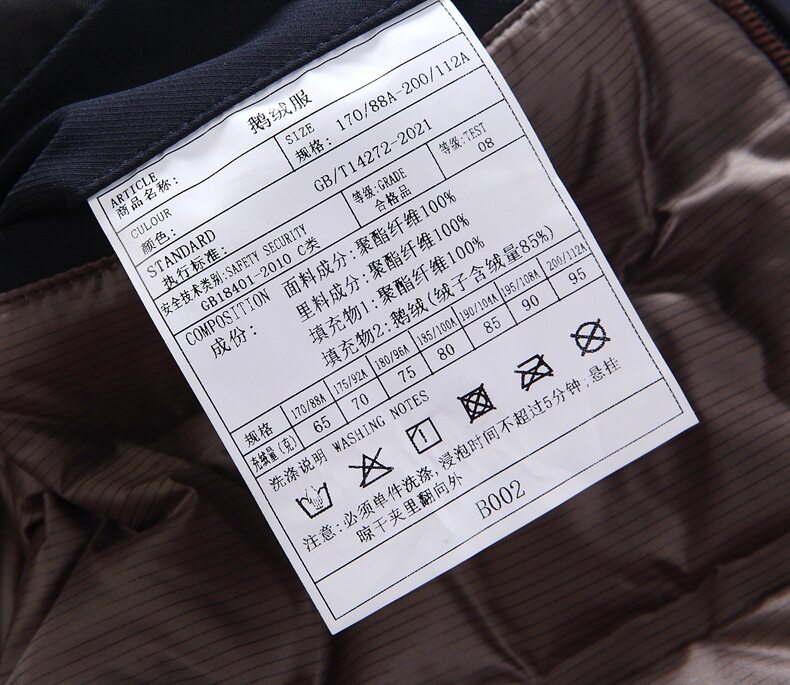 ARTICLE
商品名称: 鹅绒服
SIZE
规格: 170/88A-200/112A
COLOUR
颜色:
STANDARD
执行标准: GB/T14272-2021
等级:GRADE
合格品
等级:TEST
08
安全技术类别:SAFETY SECURITY
GB18401-2010 C类
COMPOSITION
成份:
面料成分: 聚酯纤维100%
里料成分: 聚酯纤维100%
填充物1: 聚酯纤维100%
填充物2: 鹅绒(绒子含绒量85%)
规格 170/88A 175/92A 180/96A 185/100A 190/104A 195/108A 200/112A
充绒量(克) 65 70 75 80 85 90 95
洗涤说明 WASHING NOTES
注意: 必须单件洗涤, 浸泡时间不超过5分钟; 悬挂
晾干夹里翻向外
B002